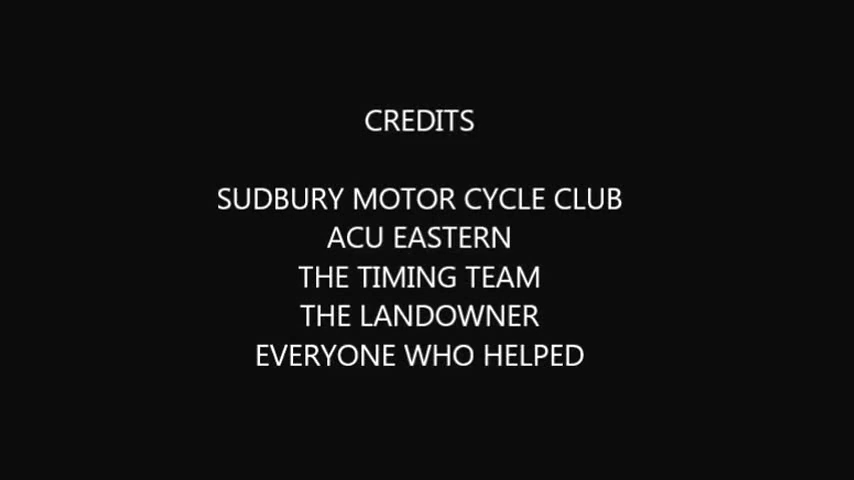 CREDITS
SUDBURY MOTOR CYCLE CLUB
ACU EASTERN
THE TIMING TEAM
THE LANDOWNER
EVERYONE WHO HELPED